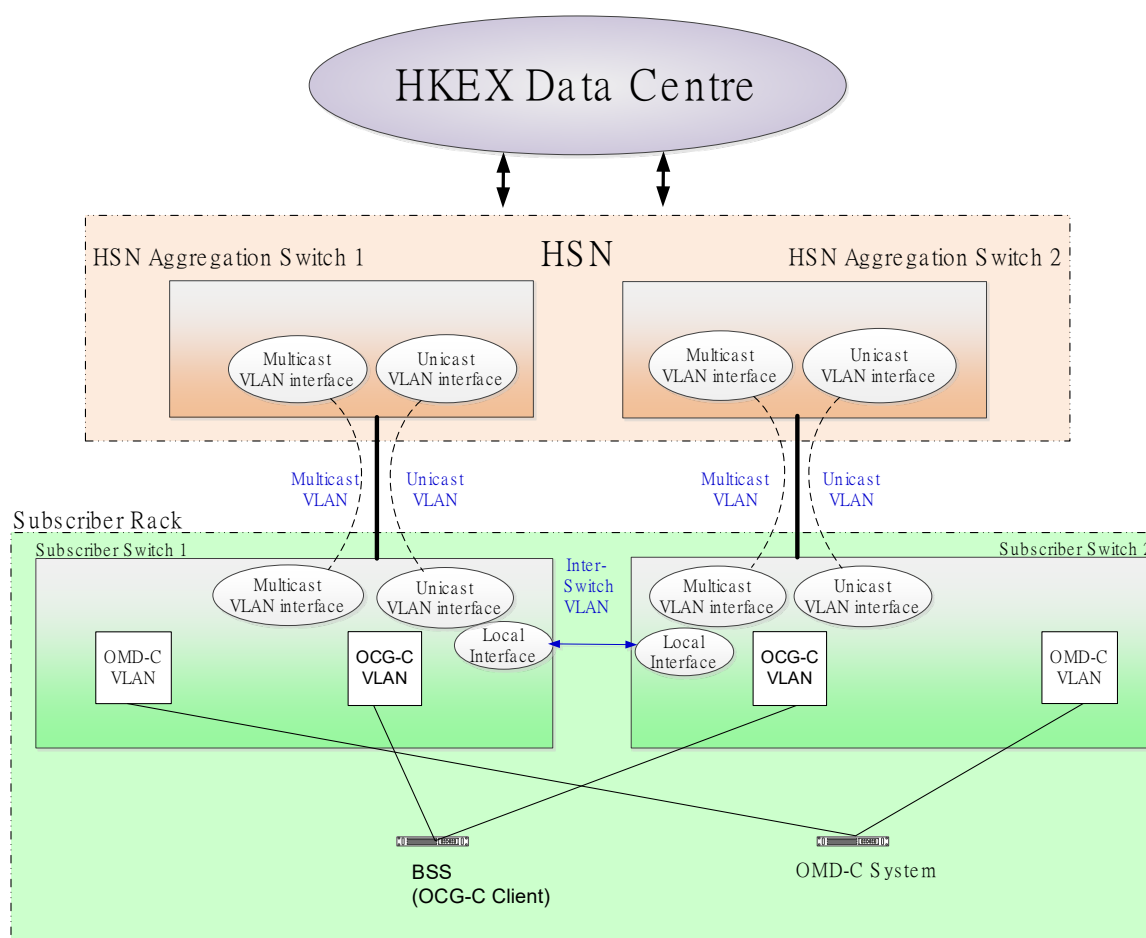 HKEX Data Centre
HSN
HSN Aggregation Switch 1
HSN Aggregation Switch 2
Multicast
VLAN interface
Unicast
VLAN interface
Multicast
VLAN interface
Unicast
VLAN interface
Multicast
VLAN
Unicast
VLAN
Multicast
VLAN
Unicast
VLAN
Subscriber Rack
Subscriber Switch 1
Subscriber Switch 2
Inter-
Switch
VLAN
Multicast
VLAN interface
Unicast
VLAN interface
Local
Interface
Multicast
VLAN interface
Unicast
VLAN interface
Local
Interface
OMD-C
VLAN
OCG-C
VLAN
OCG-C
VLAN
OMD-C
VLAN
BSS
(OCG-C Client)
OMD-C System